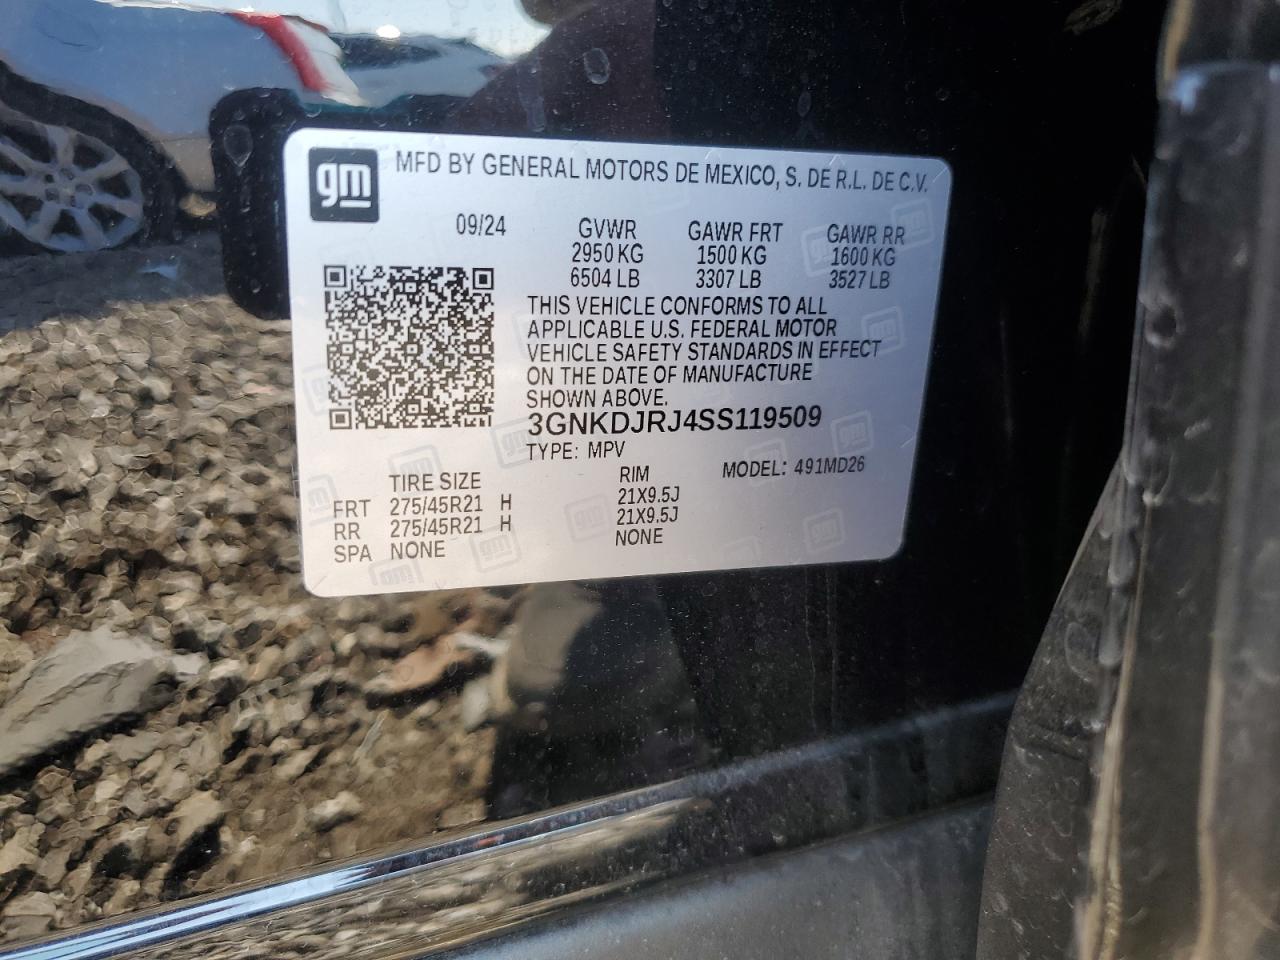 gm
MFD BY GENERAL MOTORS DE MEXICO, S. DE R.L. DE C.V.
09/24 GVWR GAWR FRT GAWR RR
2950 KG 1500 KG 1600 KG
6504 LB 3307 LB 3527 LB
THIS VEHICLE CONFORMS TO ALL
APPLICABLE U.S. FEDERAL MOTOR
VEHICLE SAFETY STANDARDS IN EFFECT
ON THE DATE OF MANUFACTURE
SHOWN ABOVE.
3GNKDJRJ4SS119509
TYPE: MPV MODEL: 491MD26
TIRE SIZE RIM
FRT 275/45R21 H 21X9.5J
RR 275/45R21 H 21X9.5J
SPA NONE NONE